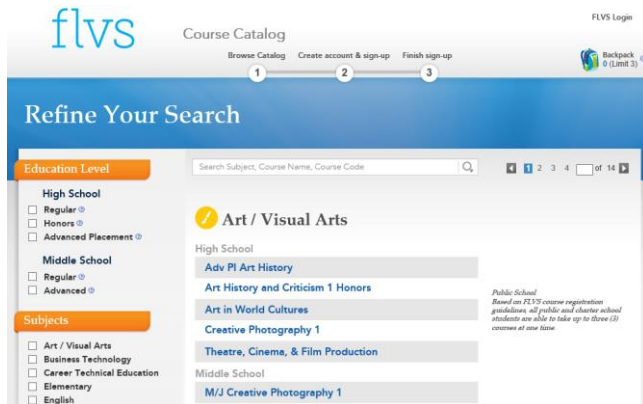 flvs
Course Catalog
FLVS Login
Browse Catalog Create account & sign-up Finish sign-up
1 2 3
Backpack
0 (Limit 3)
Refine Your Search
Education Level
High School
Regular
Honors
Advanced Placement
Middle School
Regular
Advanced
Subjects
Art / Visual Arts
Business Technology
Career Technical Education
Elementary
English
Search Subject, Course Name, Course Code
1 2 3 4 of 14
Art / Visual Arts
High School
Adv Pl Art History
Art History and Criticism 1 Honors
Art in World Cultures
Creative Photography 1
Theatre, Cinema, & Film Production
Middle School
M/J Creative Photography 1
Public School
Based on FLVS course registration
guidelines, all public and charter school
students are able to take up to three (3)
courses at one time.